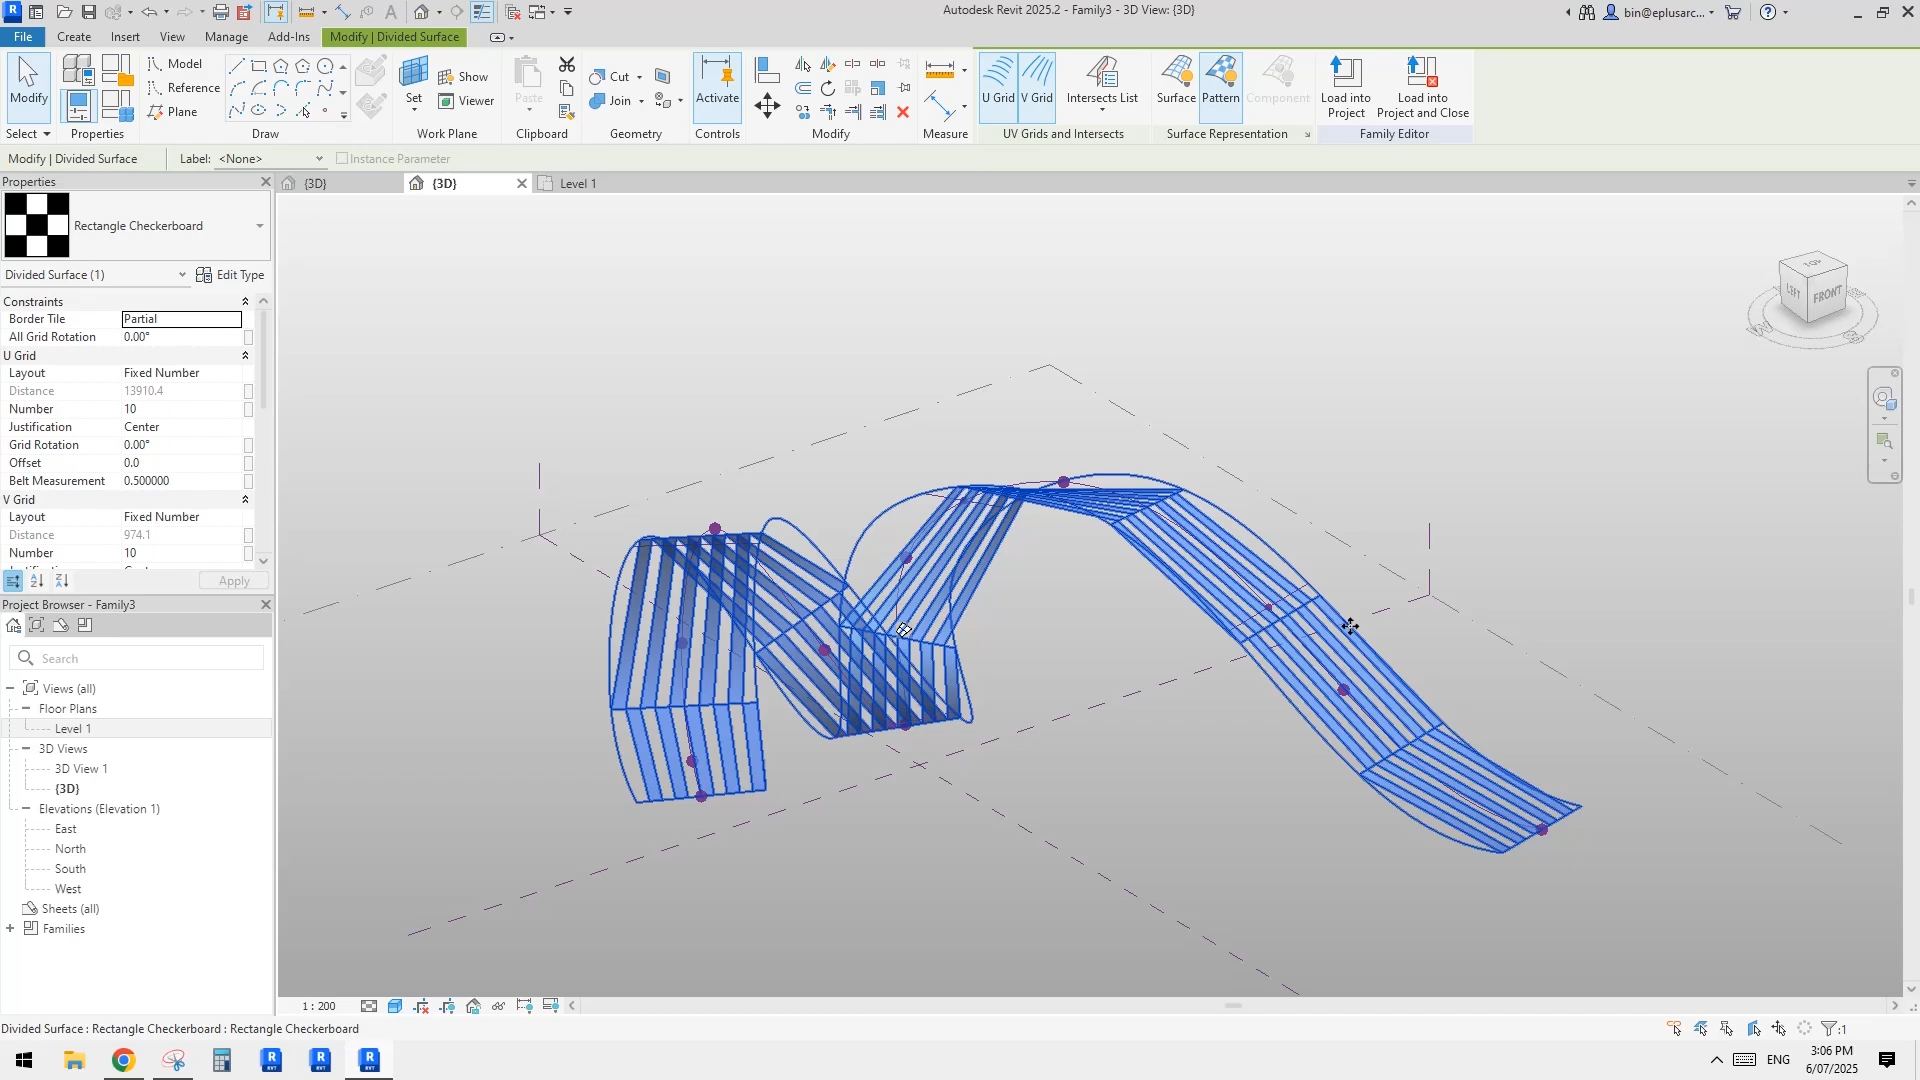 Autodesk Revit 2025.2 - Family3 - 3D View: {3D}
bin@eplusarc...
File
Create
Insert
View
Manage
Add-Ins
Modify | Divided Surface
Modify
Model
Reference
Plane
Set
Show
Viewer
Paste
Cut
Join
Activate
U Grid
V Grid
Intersects List
Surface
Pattern
Component
Load into
Project
Load into
Project and Close
Select
Properties
Draw
Work Plane
Clipboard
Geometry
Controls
Modify
Measure
UV Grids and Intersects
Surface Representation
Family Editor
Modify | Divided Surface
Label:
<None>
Instance Parameter
Properties
{3D}
{3D}
Level 1
Rectangle Checkerboard
Divided Surface (1)
Edit Type
Constraints
Border Tile Partial
All Grid Rotation 0.00°
U Grid
Layout Fixed Number
Distance 13910.4
Number 10
Justification Center
Grid Rotation 0.00°
Offset 0.0
Belt Measurement 0.500000
V Grid
Layout Fixed Number
Distance 974.1
Number 10
Apply
Project Browser - Family3
Search
Views (all)
Floor Plans
Level 1
3D Views
3D View 1
{3D}
Elevations (Elevation 1)
East
North
South
West
Sheets (all)
Families
TOP
LEFT
FRONT
W
S
1 : 200
Divided Surface : Rectangle Checkerboard : Rectangle Checkerboard
:1
ENG
3:06 PM
6/07/2025